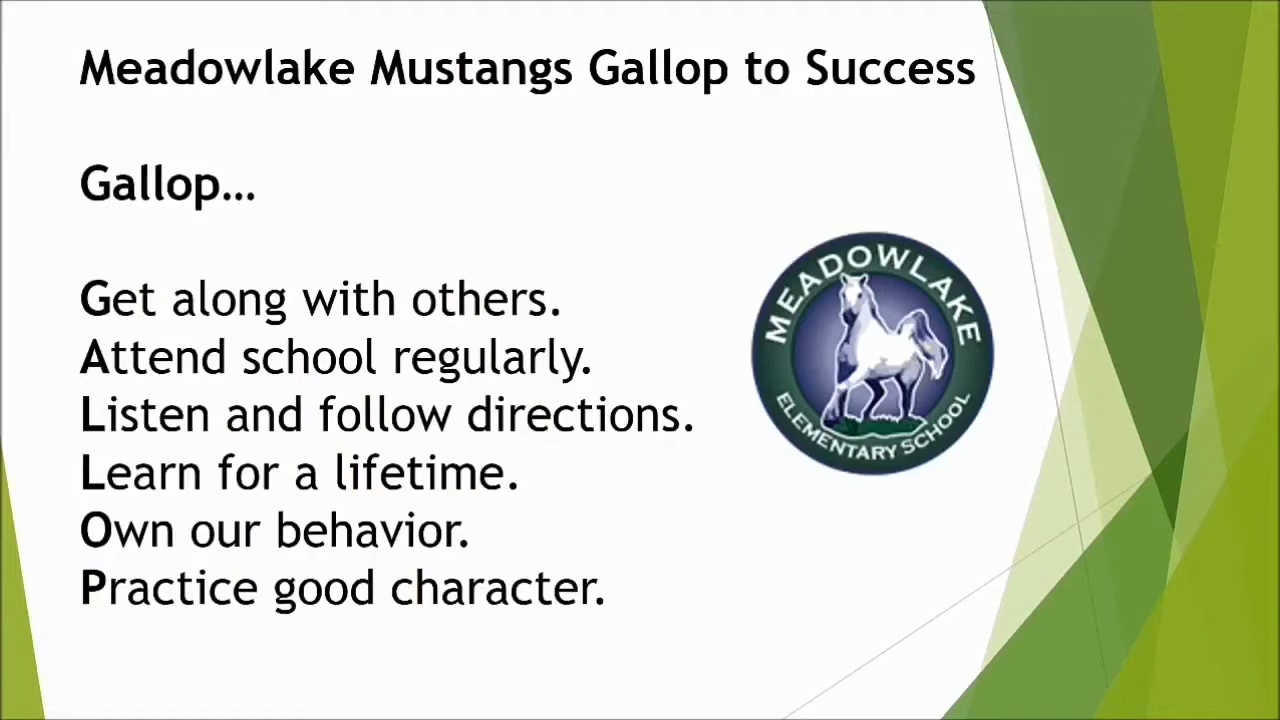 Meadowlake Mustangs Gallop to Success
Gallop…
Get along with others.
Attend school regularly.
Listen and follow directions.
Learn for a lifetime.
Own our behavior.
Practice good character.
MEADOWLAKE
ELEMENTARY SCHOOL